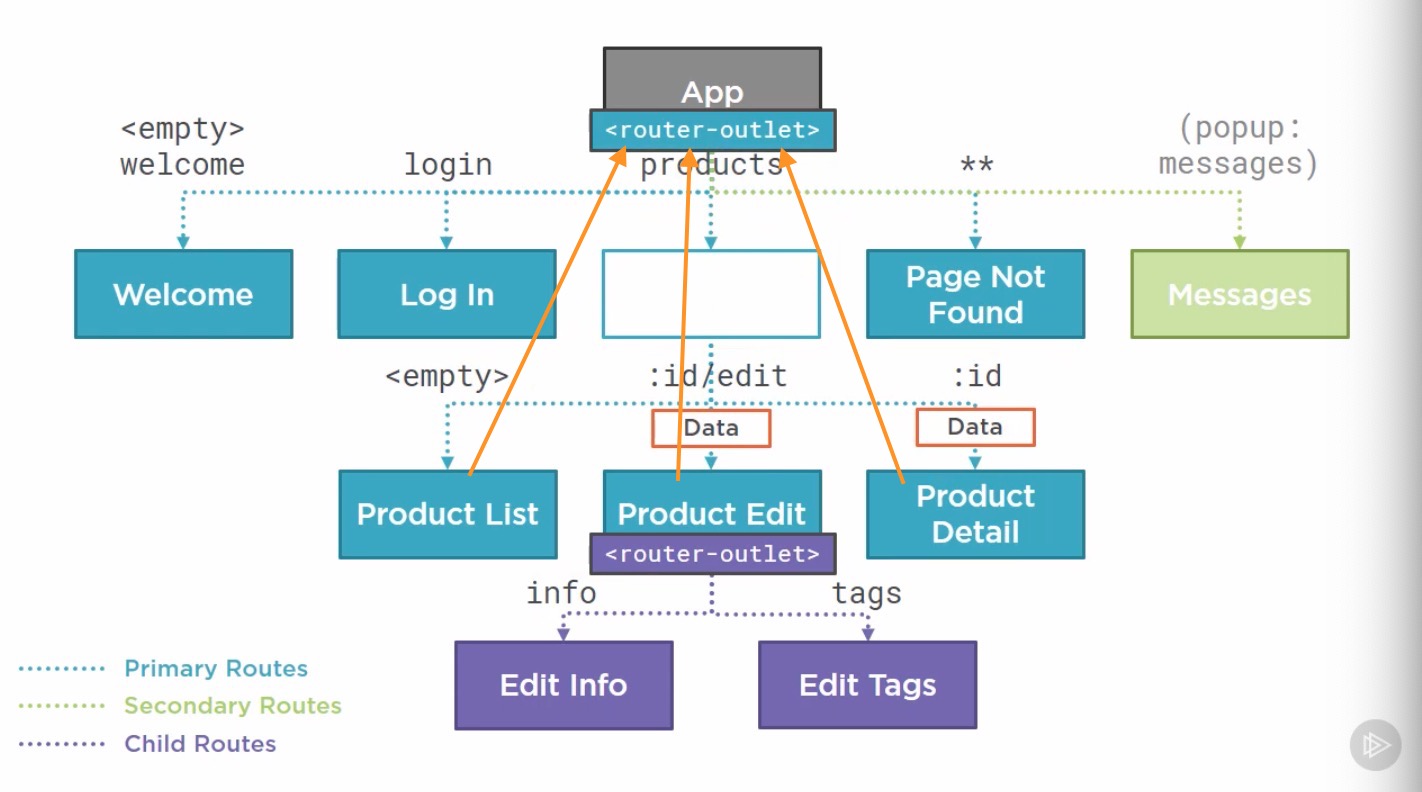 App
<router-outlet>
<empty>
welcome
login
products
**
(popup:
messages)
Welcome
Log In
Page Not
Found
Messages
<empty>
:id/edit
:id
Data
Data
Product List
Product Edit
<router-outlet>
Product
Detail
info
tags
Edit Info
Edit Tags
Primary Routes
Secondary Routes
Child Routes